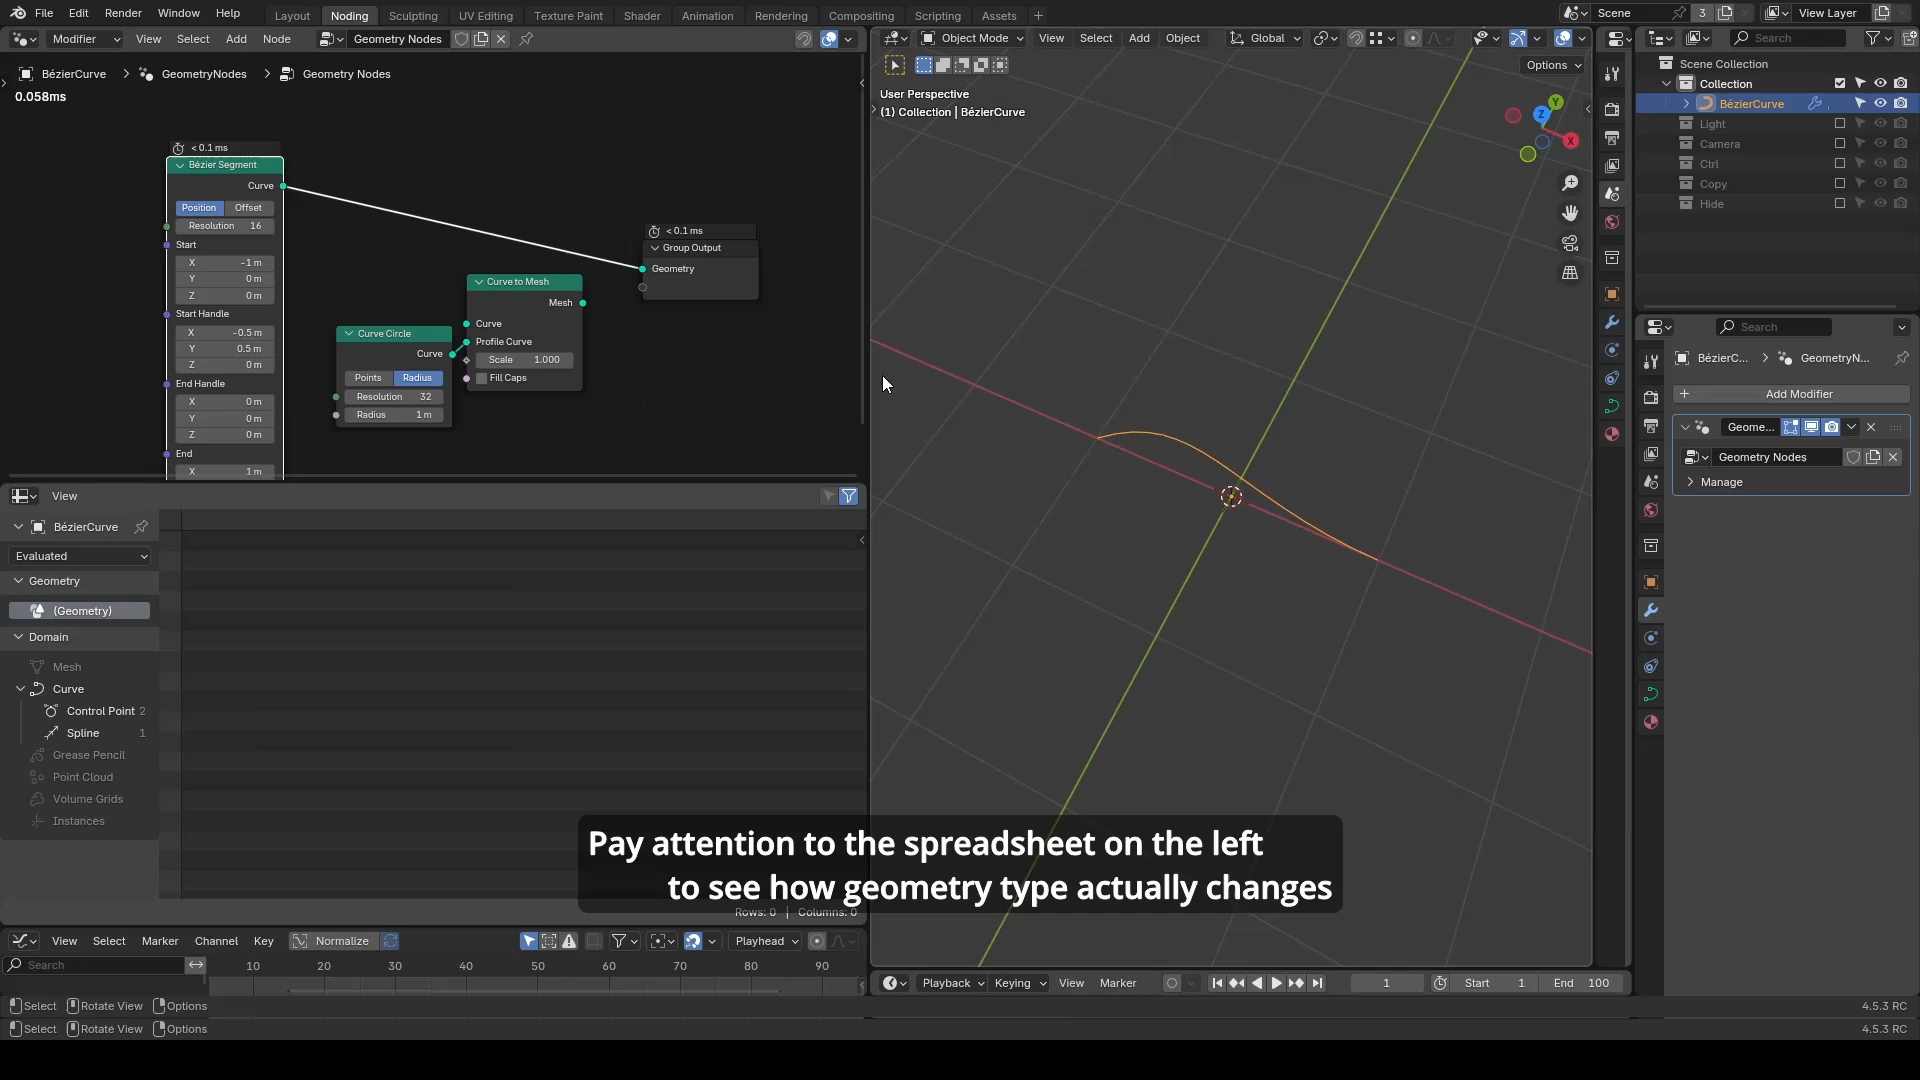 File Edit Render Window Help Layout Noding Sculpting UV Editing Texture Paint Shader Animation Rendering Compositing Scripting Assets + Scene 3 View Layer
Modifier View Select Add Node Geometry Nodes
BézierCurve > GeometryNodes > Geometry Nodes
0.058ms
< 0.1 ms
Bézier Segment
Curve
Position Offset
Resolution 16
Start
X -1 m
Y 0 m
Z 0 m
Start Handle
X -0.5 m
Y 0.5 m
Z 0 m
End Handle
X 0 m
Y 0 m
Z 0 m
End
X 1 m
Curve Circle
Curve
Points Radius
Resolution 32
Radius 1 m
Curve to Mesh
Mesh
Curve
Profile Curve
Scale 1.000
Fill Caps
< 0.1 ms
Group Output
Geometry
Object Mode View Select Add Object Global
Options
User Perspective
(1) Collection | BézierCurve
Y
Z
X
Search
Scene Collection
Collection
BézierCurve
Light
Camera
Ctrl
Copy
Hide
Search
BézierC... > GeometryN...
+ Add Modifier
Geome...
Geometry Nodes
Manage
View
BézierCurve
Evaluated
Geometry
(Geometry)
Domain
Mesh
Curve
Control Point 2
Spline 1
Grease Pencil
Point Cloud
Volume Grids
Instances
Pay attention to the spreadsheet on the left
to see how geometry type actually changes
Rows: 0 | Columns: 0
View Select Marker Channel Key Normalize Playhead
Search 10 20 30 40 50 60 70 80 90
Playback Keying View Marker 1 Start 1 End 100
Select Rotate View Options 4.5.3 RC
Select Rotate View Options 4.5.3 RC